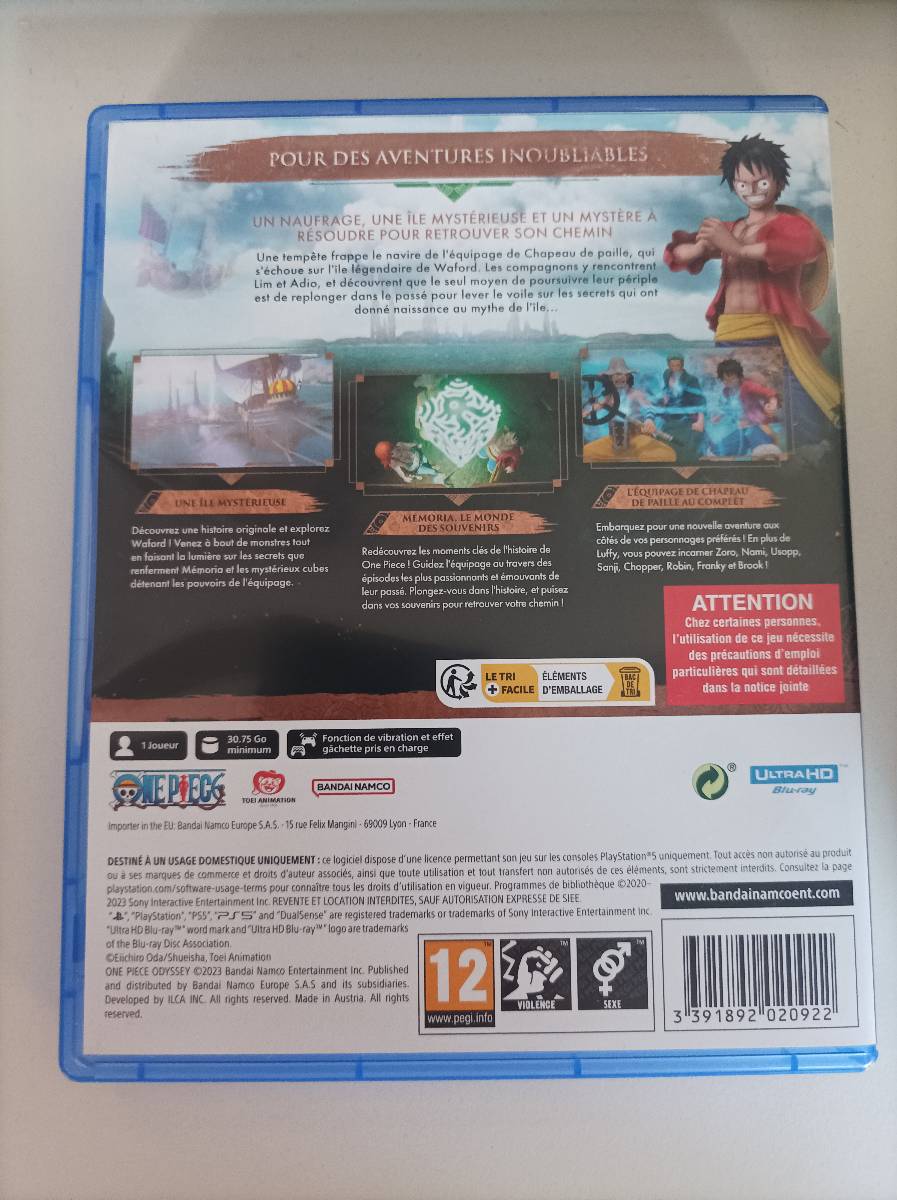 POUR DES AVENTURES INOUBLIABLES
UN NAUFRAGE, UNE ÎLE MYSTÉRIEUSE ET UN MYSTÈRE À
RÉSOUDRE POUR RETROUVER SON CHEMIN
Une tempête frappe le navire de l'équipage de Chapeau de paille, qui
s'échoue sur l'île légendaire de Waford. Les compagnons y rencontrent
Lim et Adio, et découvrent que le seul moyen de poursuivre leur périple
est de replonger dans le passé pour lever le voile sur les secrets qui ont
donné naissance au mythe de l'île...
UNE ÎLE MYSTÉRIEUSE
Découvrez une histoire originale et explorez
Waford ! Venez à bout de monstres tout
en faisant la lumière sur les secrets que
renferment Mémoria et les mystérieux cubes
détenant les pouvoirs de l'équipage.
MÉMORIA, LE MONDE
DES SOUVENIRS
Redécouvrez les moments clés de l'histoire de
One Piece ! Guidez l'équipage au travers des
épisodes les plus passionnants et émouvants de
leur passé. Plongez-vous dans l'histoire, et puisez
dans vos souvenirs pour retrouver votre chemin !
L'ÉQUIPAGE DE CHAPEAU
DE PAILLE AU COMPLET
Embarquez pour une nouvelle aventure aux
côtés de vos personnages préférés ! En plus de
Luffy, vous pouvez incarner Zoro, Nami, Usopp,
Sanji, Chopper, Robin, Franky et Brook !
ATTENTION
Chez certaines personnes,
l'utilisation de ce jeu nécessite
des précautions d'emploi
particulières qui sont détaillées
dans la notice jointe
LE TRI
+ FACILE
ÉLÉMENTS
D'EMBALLAGE
BAC
DE
TRI
1 Joueur
30.75 Go
minimum
Fonction de vibration et effet
gâchette pris en charge
ONE PIECE
TOEI ANIMATION
BANDAI NAMCO
®
ULTRA HD
Blu-ray
™
Importer in the EU: Bandai Namco Europe S.A.S. - 15 rue Felix Mangini - 69009 Lyon - France
DESTINÉ À UN USAGE DOMESTIQUE UNIQUEMENT : ce logiciel dispose d'une licence permettant son jeu sur les consoles PlayStation®5 uniquement. Tout accès non autorisé au produit
ou à ses marques de commerce et droits d'auteur associés, ainsi que toute utilisation et tout transfert non autorisés de ces éléments, sont strictement interdits. Consultez la page
playstation.com/software-usage-terms pour connaître tous les droits d'utilisation en vigueur. Programmes de bibliothèque ©2020-
2023 Sony Interactive Entertainment Inc. REVENTE ET LOCATION INTERDITES, SAUF AUTORISATION EXPRESSE DE SIEE.
www.bandainamcoent.com
"", "PlayStation", "PS5", "PS5" and "DualSense" are registered trademarks or trademarks of Sony Interactive Entertainment Inc.
"Ultra HD Blu-ray™" word mark and "Ultra HD Blu-ray™" logo are trademarks
of the Blu-ray Disc Association.
©Eiichiro Oda/Shueisha, Toei Animation
ONE PIECE ODYSSEY ©2023 Bandai Namco Entertainment Inc. Published
and distributed by Bandai Namco Europe S.A.S and its subsidiaries.
Developed by ILCA INC. All rights reserved. Made in Austria. All rights
reserved.
12
™
www.pegi.info
™
VIOLENCE
™
SEXE
3 391892 020922